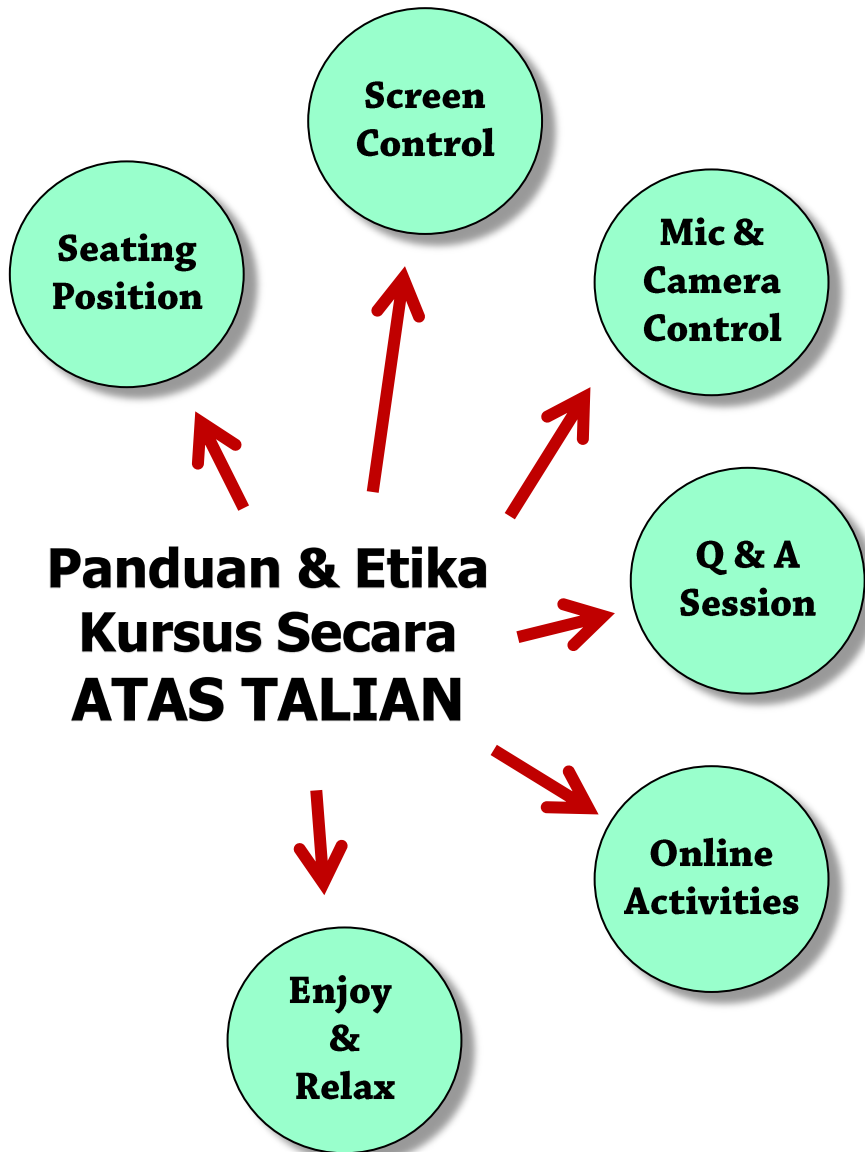 Screen
Control
Seating
Position
Mic &
Camera
Control
Q & A
Session
Panduan & Etika
Kursus Secara
ATAS TALIAN
Online
Activities
Enjoy
&
Relax